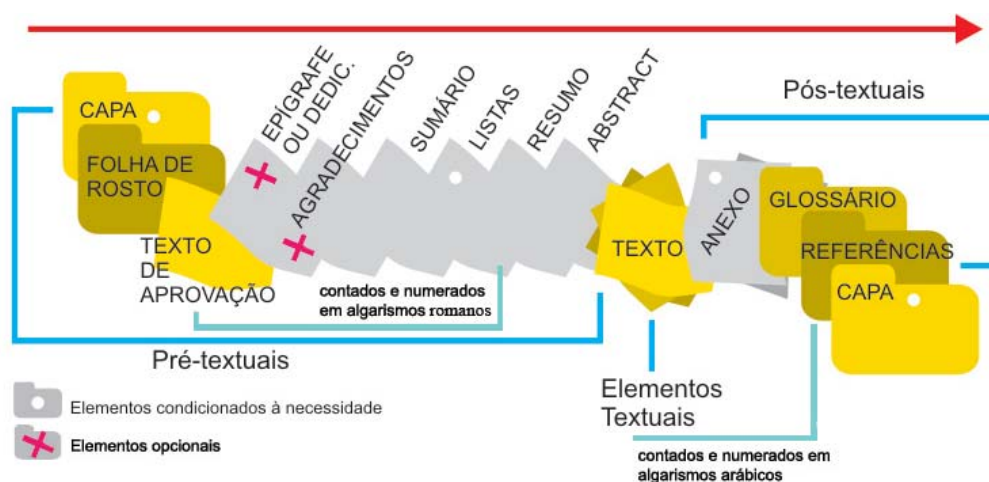 CAPA
FOLHA DE
ROSTO
TEXTO
DE
APROVAÇÃO
EPÍGRAFE
OU DEDIC.
AGRADECIMENTOS
SUMÁRIO
LISTAS
RESUMO
ABSTRACT
contados e numerados
em algarismos romanos
Pré-textuais
TEXTO
Elementos
Textuais
Pós-textuais
ANEXO
GLOSSÁRIO
REFERÊNCIAS
CAPA
contados e numerados em
algarismos arábicos
Elementos condicionados à necessidade
Elementos opcionais